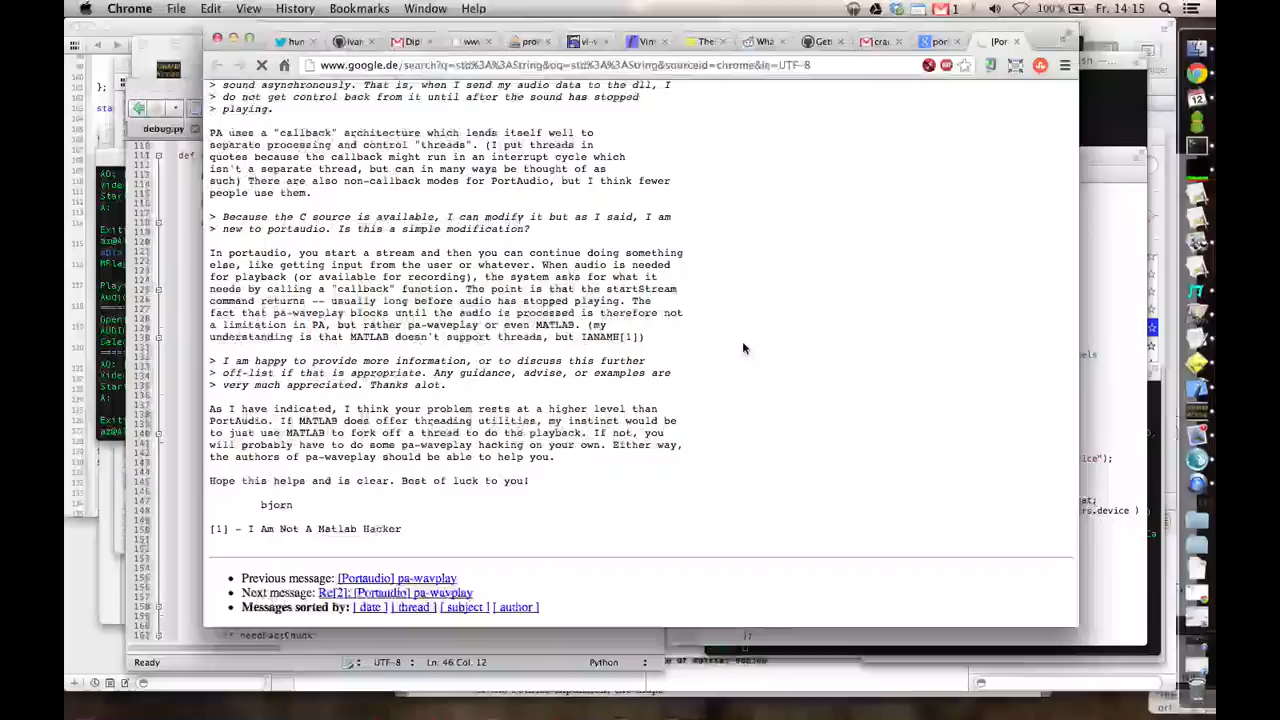 Chrome File Edit View History Bookmarks Window Help 1 100% Fr. 14:15
www.google.de/search?q=std%3A%3AString&oq=std%3A%3AString&sourceid=chrome&ie=UTF-8
> sound asynchronously. That is, when I send my audio data to the dll, I
> do not get control back from it until after the sound has stopped
> playing.
PA uses a "callback" architecture which lends itself well to
separate processing and control "threads". (i put threads in
quotes because the callback might run in an interrupt cycle which
isn't a separate thread, but can in many ways be thought of as
such) There are also non-callback modes for PortAudio, but I think fewer
people use them.
> Because the C source is available, I can modify it but as I said, I am
> new to portaudio. Is this a simple modification?
In portaudio, you start a stream and then you can continue doing something
else, like getting input from the user or whatever. When audio is needed
for playback (or available for recording), the system asks for what it
needs by calling a "callback" function. The point is that the startStream
command returns -- usually long before audio has stopped playing. The
fact that pa-waveplay blocks until the audio is processed is therefore not
a limitation in PA, but rather pa-waveplay or even MATLAB. (my
understanding is that MATLAB doesn't support threads, but IANAMH[1])
> I am happy to provide more information, or to discuss this further
> off-list if that is appropriate. Any guidance, advise, or examples are
> very much appreciated. Thanks alot.
As I have indicated, I think your problem rests at a higher level than
PortAudio. If MATLAB does offer threading utilities, my instinct would be
to just use MATLAB to fork off a thread to do the playback. If not, you
will probably have to do some pa-waveplay hacking on your own. Either way,
the authors of pa-waveplay should be able to help you.
Hope this helps and is clear. Best of luck to you!
bjorn
[1] - I Am Not A Matlab Hacker
Previous message: [Portaudio] pa-wavplay
Next message: Re[2]: [Portaudio] pa-wavplay
Messages sorted by: [ date ] [ thread ] [ subject ] [ author ]
debug.py
def
if needBackChunk
Ready UTF-8 Ln: 46 Col: 12 Python